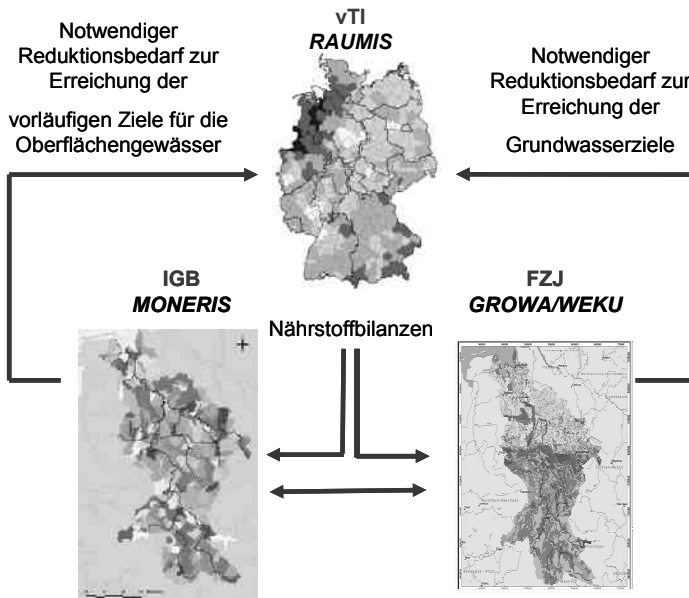 vTI
RAUMIS
Notwendiger
Reduktionsbedarf zur
Erreichung der
vorläufigen Ziele für die
Oberflächengewässer
Notwendiger
Reduktionsbedarf zur
Erreichung der
Grundwasserziele
IGB
MONERIS
FZJ
GROWA/WEKU
Nährstoffbilanzen